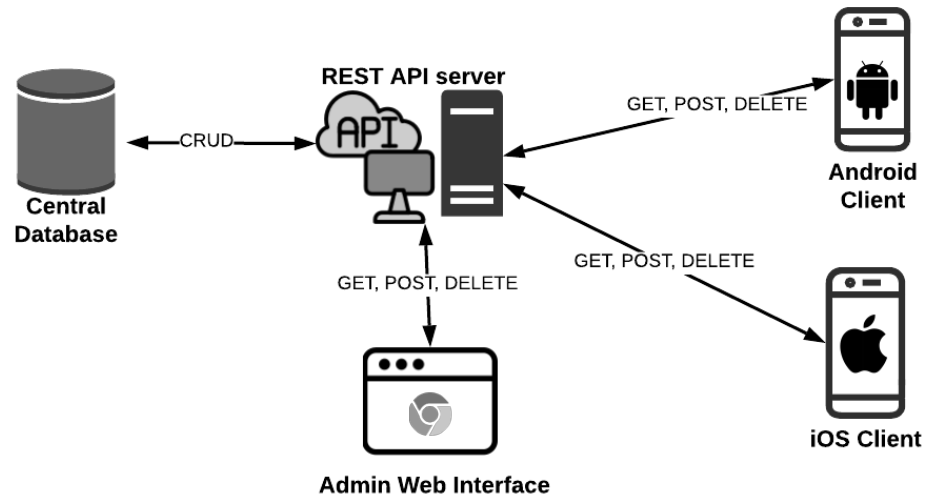 REST API server
API
GET, POST, DELETE
CRUD
Android
Client
Central
Database
GET, POST, DELETE
GET, POST, DELETE
iOS Client
Admin Web Interface